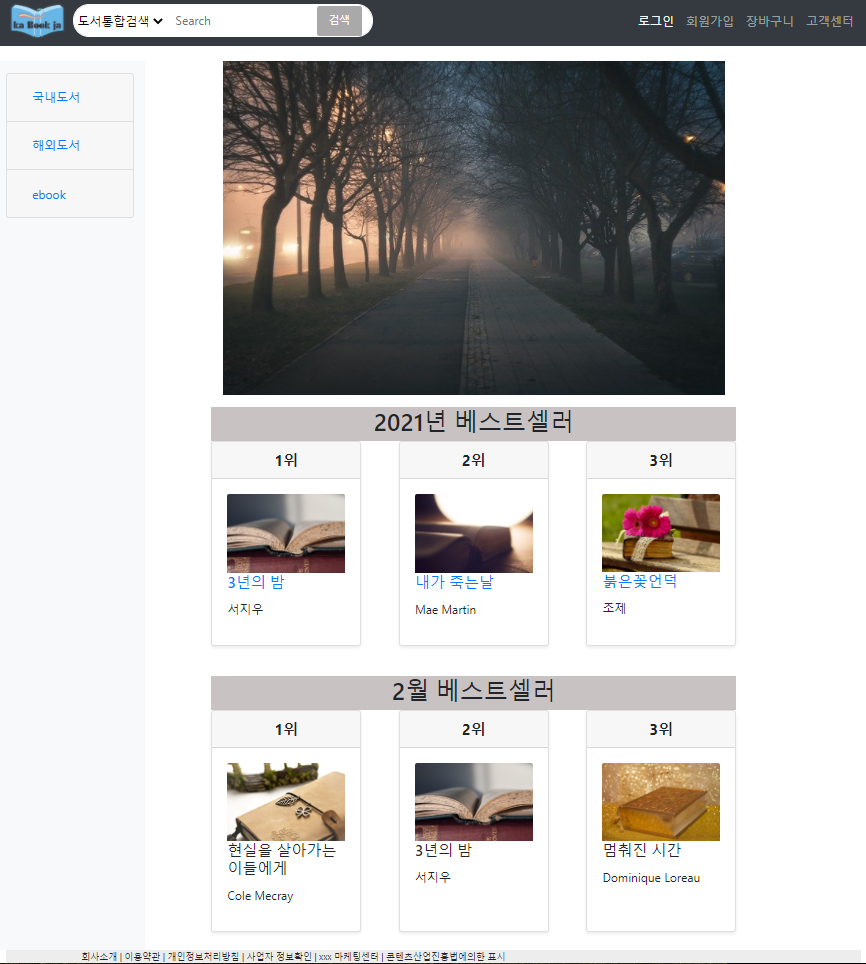 ka Book ja
도서통합검색
Search
검색
로그인 회원가입 장바구니 고객센터
국내도서
해외도서
ebook
2021년 베스트셀러
1위
2위
3위
3년의 밤
내가 죽는날
붉은꽃언덕
서지우
Mae Martin
조제
2월 베스트셀러
1위
2위
3위
현실을 살아가는
이들에게
3년의 밤
멈춰진 시간
Cole Mecray
서지우
Dominique Loreau
회사소개 | 이용약관 | 개인정보처리방침 | 사업자 정보확인 | xxx 마케팅센터 | 콘텐츠산업진흥법에의한 표시